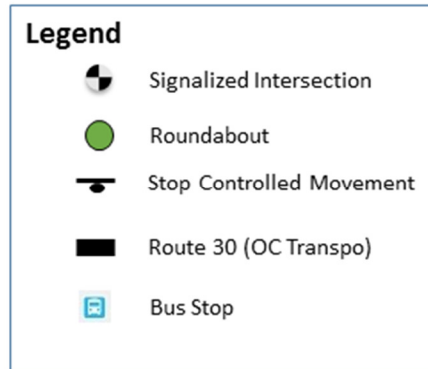 Legend
Signalized Intersection
Roundabout
Stop Controlled Movement
Route 30 (OC Transpo)
Bus Stop